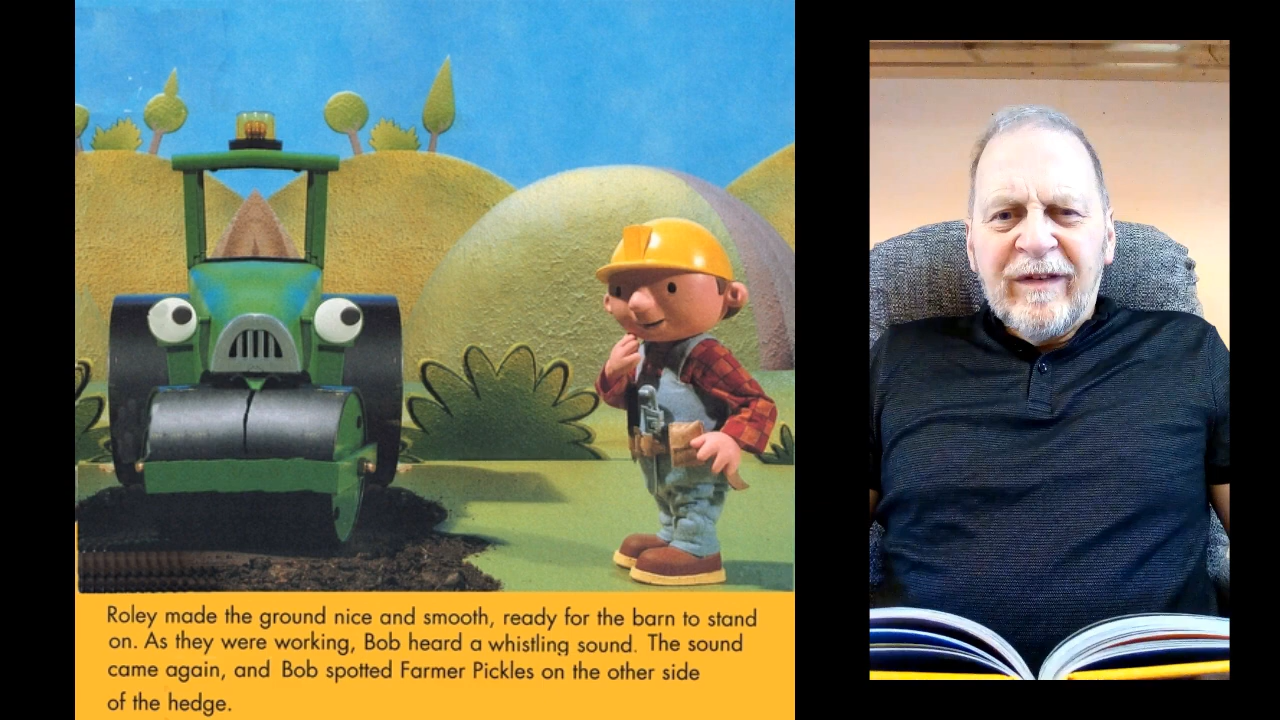 Roley made the ground nice and smooth, ready for the barn to stand
on. As they were working, Bob heard a whistling sound. The sound
came again, and Bob spotted Farmer Pickles on the other side
of the hedge.